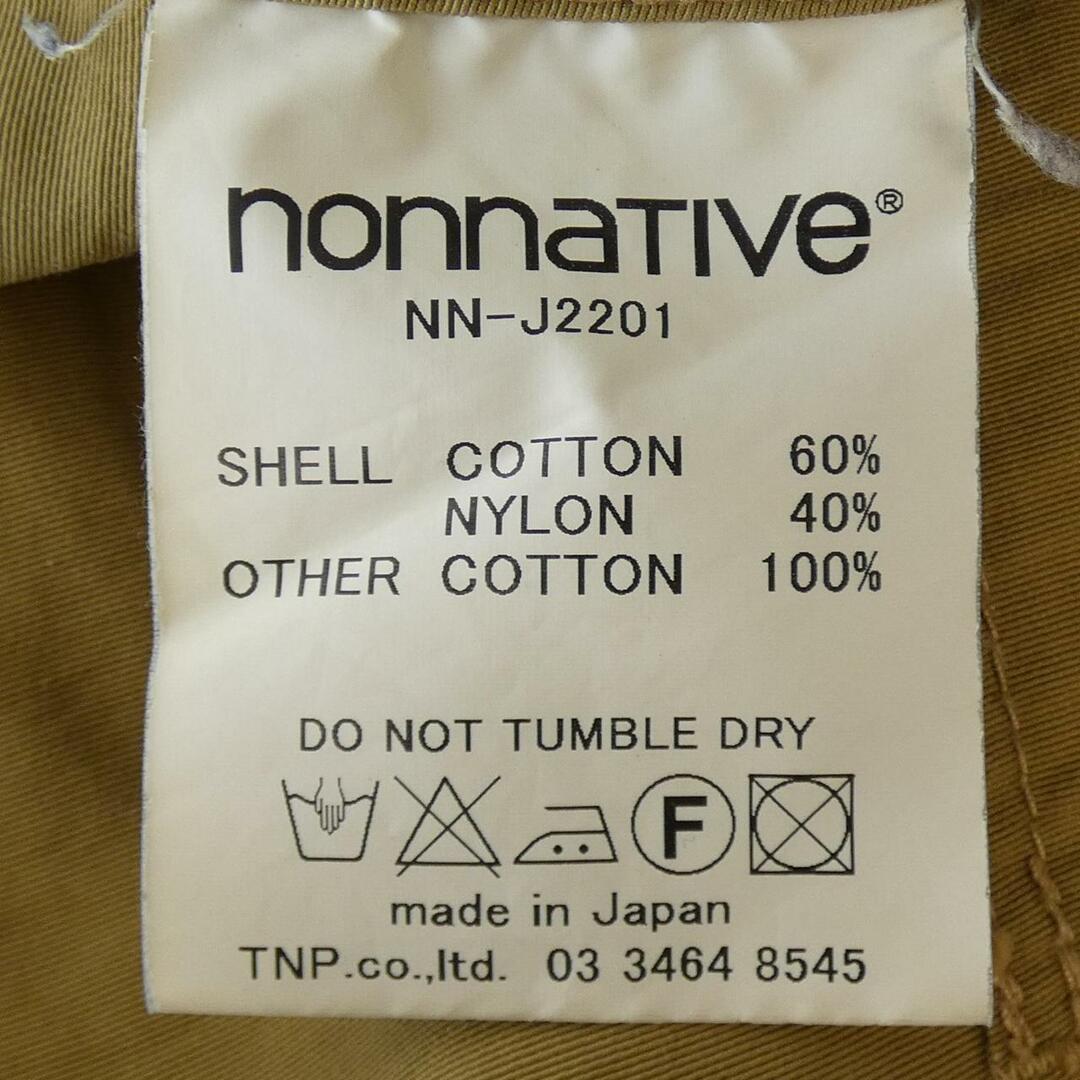 nonnative®
NN-J2201
SHELL COTTON 60%
NYLON 40%
OTHER COTTON 100%
DO NOT TUMBLE DRY
F
made in Japan
TNP.co.,ltd. 03 3464 8545